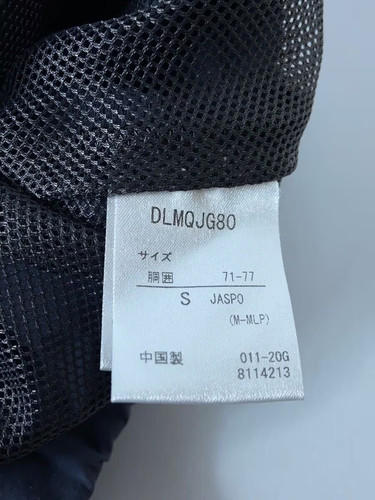 DLMQJG80
サイズ
胴囲 71-77
S JASPO
(M-MLP)
中国製 011-20G
8114213